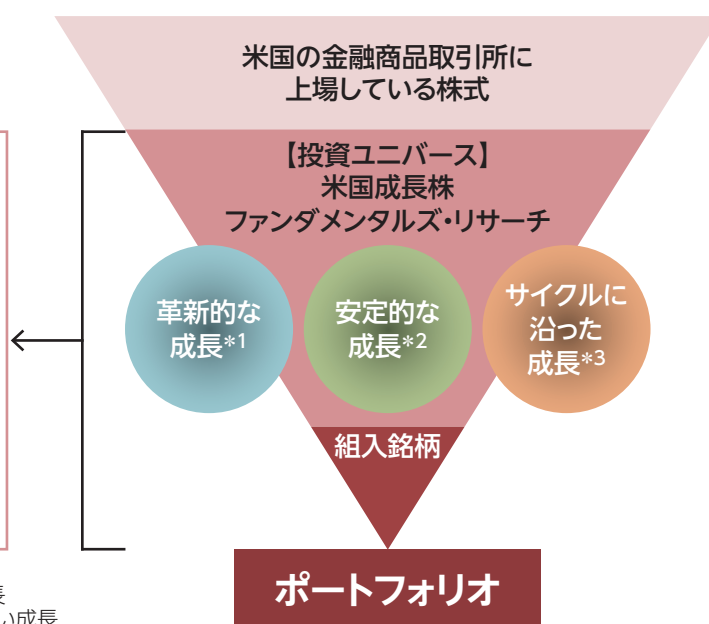 米国の金融商品取引所に
上場している株式
【投資ユニバース】
米国成長株
ファンダメンタルズ・リサーチ
革新的な
成長*1
安定的な
成長*2
サイクルに
沿った
成長*3
組入銘柄
ポートフォリオ
長
い成長